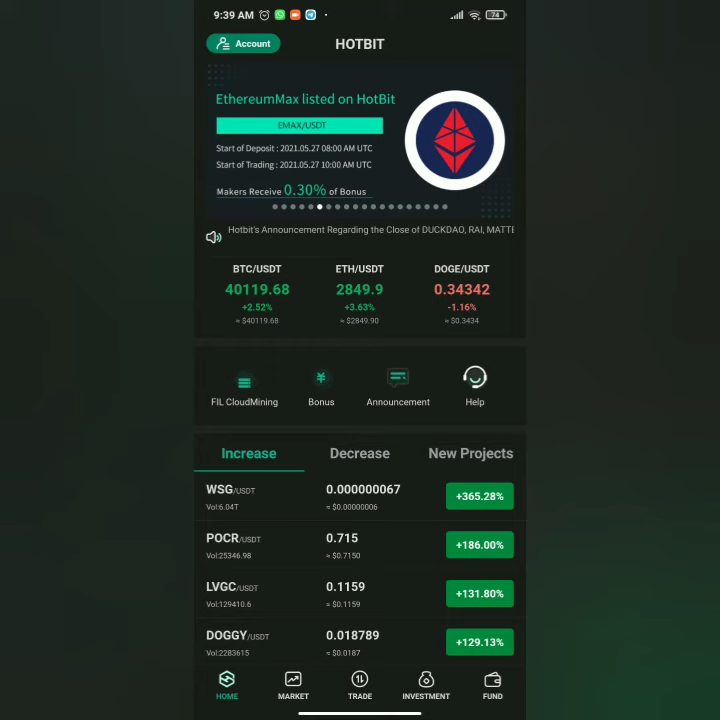 9:39 AM
74
Account
HOTBIT
EthereumMax listed on HotBit
EMAX/USDT
Start of Deposit : 2021.05.27 08:00 AM UTC
Start of Trading : 2021.05.27 10:00 AM UTC
Makers Receive 0.30% of Bonus
Hotbit's Announcement Regarding the Close of DUCKDAO, RAI, MATTE
BTC/USDT ETH/USDT DOGE/USDT
40119.68 2849.9 0.34342
+2.52% +3.63% -1.16%
≈ $40119.68 ≈ $2849.90 ≈ $0.3434
FIL CloudMining Bonus Announcement Help
Increase Decrease New Projects
WSG/USDT 0.000000067 +365.28%
Vol:6.04T ≈ $0.00000006
POCR/USDT 0.715 +186.00%
Vol:25346.98 ≈ $0.7150
LVGC/USDT 0.1159 +131.80%
Vol:129410.6 ≈ $0.1159
DOGGY/USDT 0.018789 +129.13%
Vol:2283615 ≈ $0.0187
HOME MARKET TRADE INVESTMENT FUND